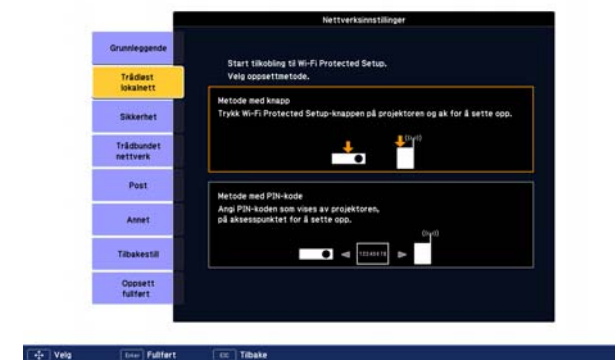 Nettverksinnstillinger
Grunnleggende
Trådløst
lokalnett
Sikkerhet
Trådbundet
nettverk
Post
Annet
Tilbakestill
Oppsett
fullført
Start tilkobling til Wi-Fi Protected Setup.
Velg oppsettmetode.
Metode med knapp
Trykk Wi-Fi Protected Setup-knappen på projektoren og ak for å sette opp.
Metode med PIN-kode
Angi PIN-koden som vises av projektoren,
på aksesspunktet for å sette opp.
12345678
Velg Enter Fullført ESC Tilbake